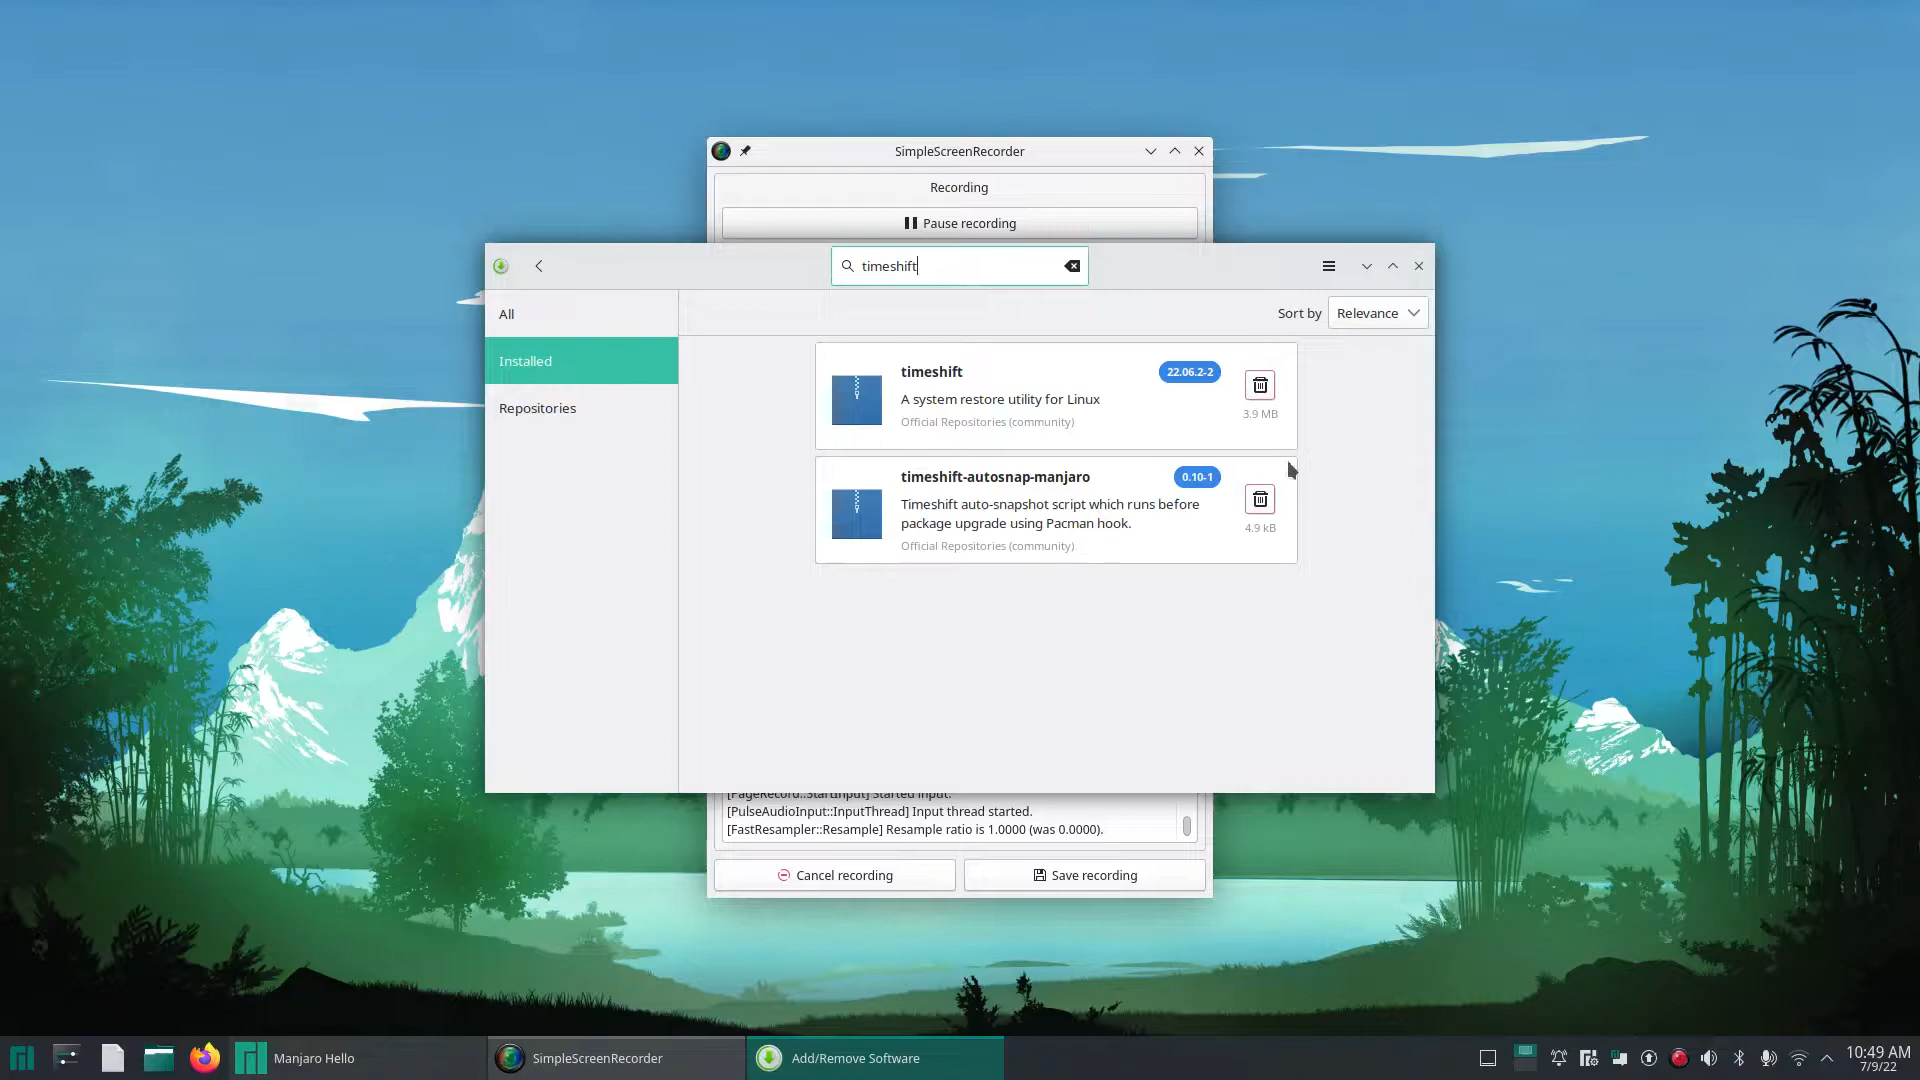 SimpleScreenRecorder
Recording
Pause recording
timeshift
All
Sort by
Relevance
Installed
Repositories
timeshift
22.06.2-2
A system restore utility for Linux
3.9 MB
Official Repositories (community)
timeshift-autosnap-manjaro
0.10-1
Timeshift auto-snapshot script which runs before
package upgrade using Pacman hook.
4.9 kB
Official Repositories (community)
[PageRecord::StartInput] Started input.
[PulseAudioInput::InputThread] Input thread started.
[FastResampler::Resample] Resample ratio is 1.0000 (was 0.0000).
Cancel recording
Save recording
Manjaro Hello
SimpleScreenRecorder
Add/Remove Software
10:49 AM
7/9/22